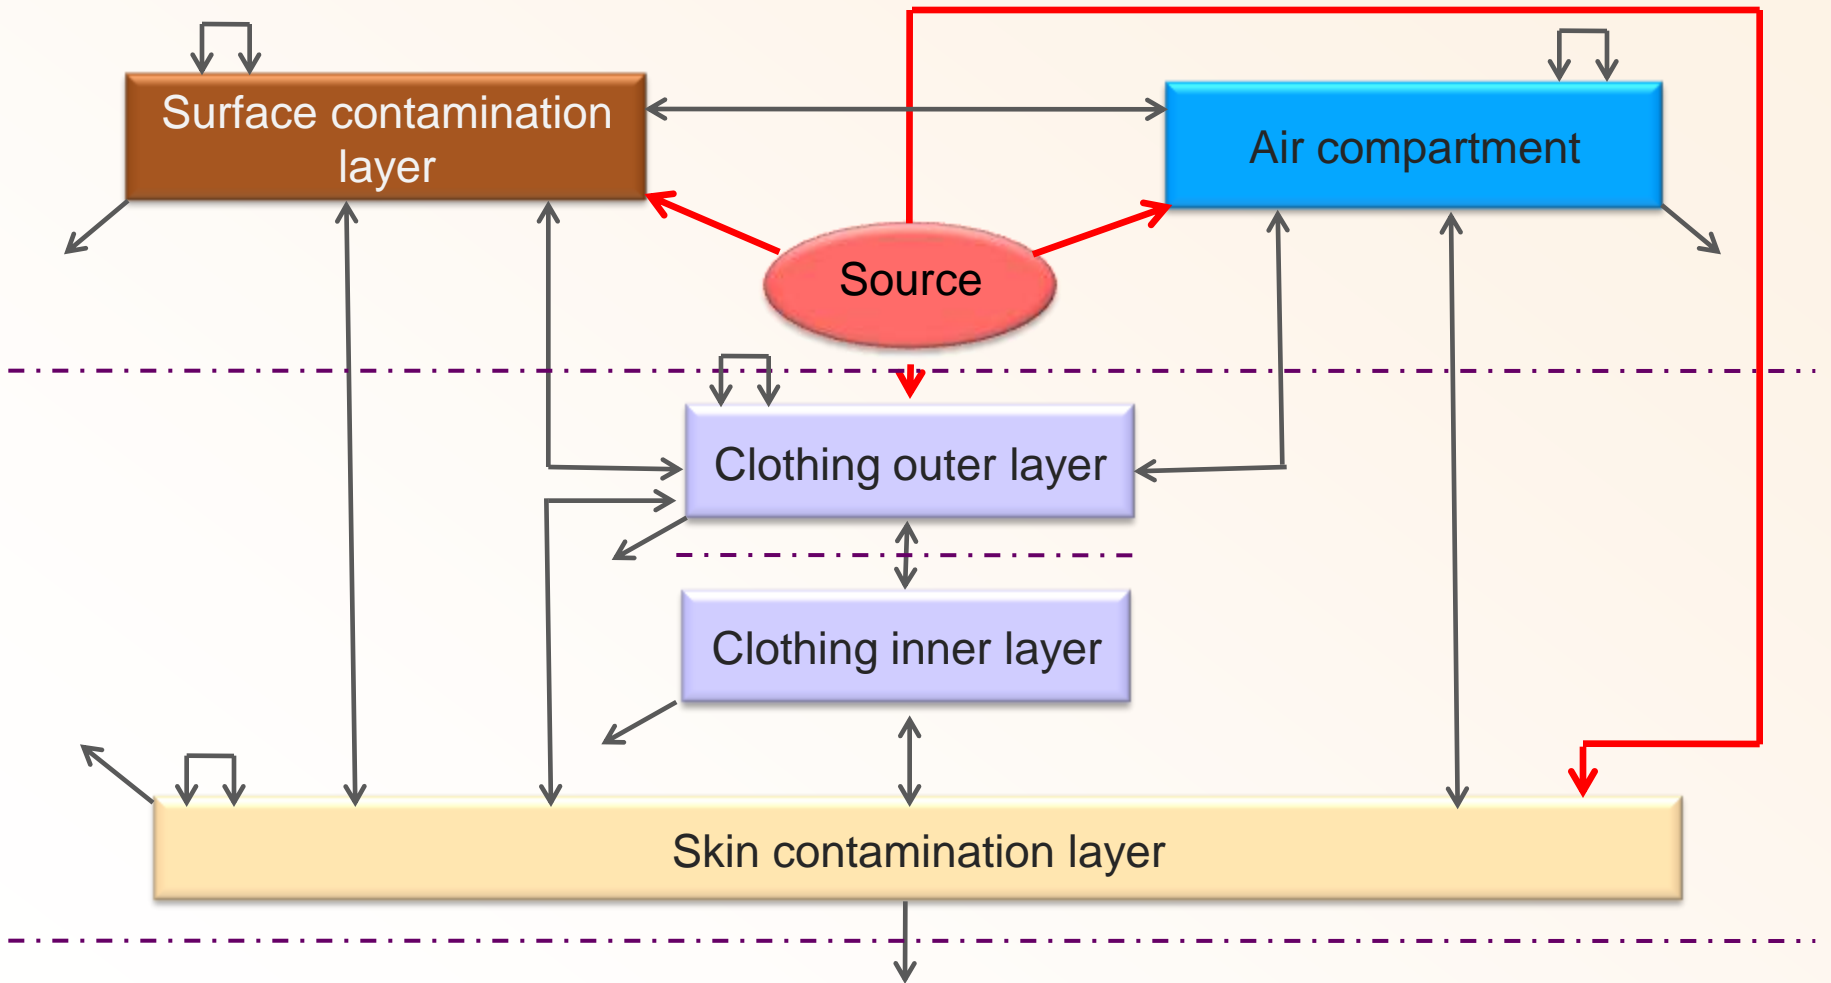 Surface contamination
layer
Air compartment
Source
Clothing outer layer
Clothing inner layer
Skin contamination layer